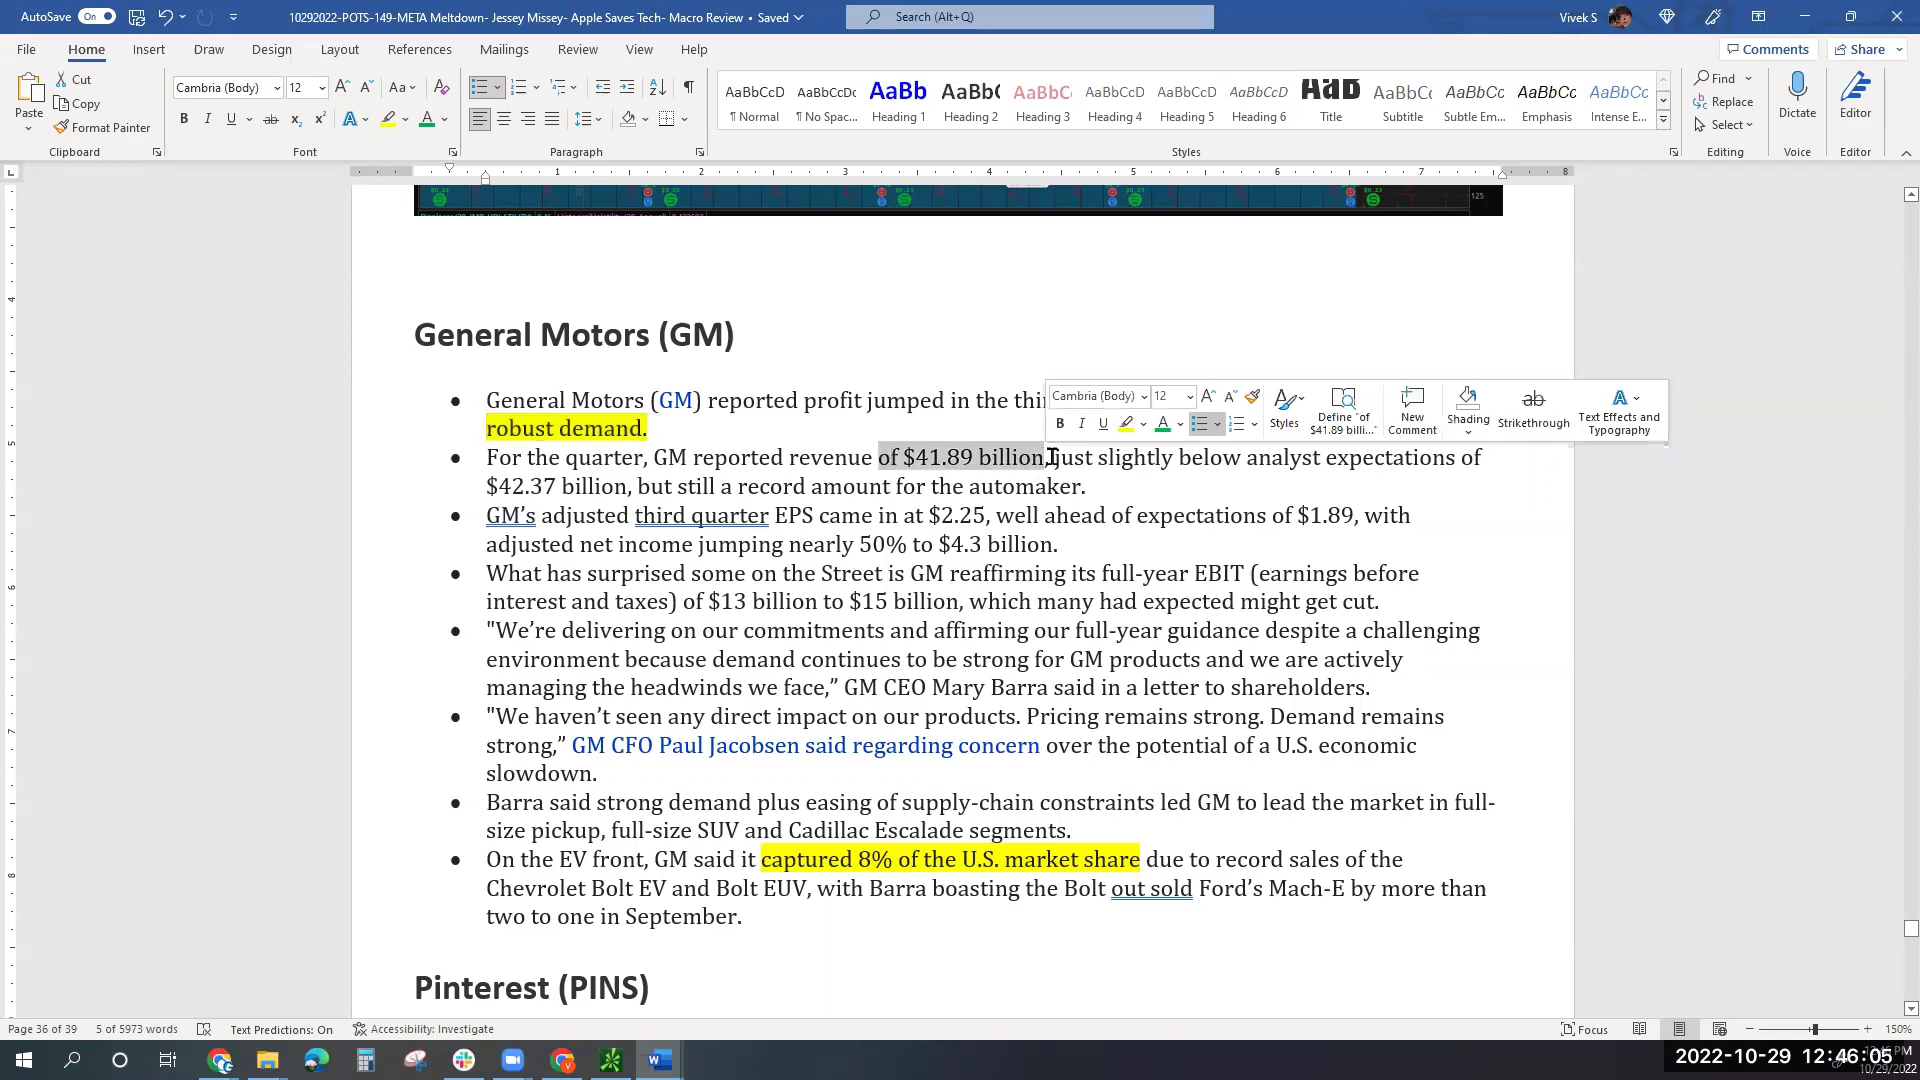 AutoSave On 10292022-POTS-149-META Meltdown- Jessey Missey- Apple Saves Tech- Macro Review • Saved Search (Alt+Q) Vivek S
File Home Insert Draw Design Layout References Mailings Review View Help Comments Share
Paste Cut Copy Format Painter
Clipboard
Cambria (Body) 12
Font
Paragraph
AaBbCcD AaBbCcDc AaBb AaBbC AaBbCc AaBbCcD AaBbCcD AaBbCcD AaB AaBbCc AaBbCc AaBbCc AaBbCc
¶ Normal ¶ No Spac... Heading 1 Heading 2 Heading 3 Heading 4 Heading 5 Heading 6 Title Subtitle Subtle Em... Emphasis Intense E...
Styles
Find
Replace
Select
Editing
Dictate
Voice
Editor
Editor
1 2 3 4 5 6 7 8
125
General Motors (GM)
General Motors (GM) reported profit jumped in the thir
robust demand.
Cambria (Body) 12 Styles Define "of $41.89 billi..." New Comment Shading Strikethrough Text Effects and Typography
For the quarter, GM reported revenue of $41.89 billion, just slightly below analyst expectations of
$42.37 billion, but still a record amount for the automaker.
GM’s adjusted third quarter EPS came in at $2.25, well ahead of expectations of $1.89, with
adjusted net income jumping nearly 50% to $4.3 billion.
What has surprised some on the Street is GM reaffirming its full-year EBIT (earnings before
interest and taxes) of $13 billion to $15 billion, which many had expected might get cut.
"We’re delivering on our commitments and affirming our full-year guidance despite a challenging
environment because demand continues to be strong for GM products and we are actively
managing the headwinds we face,” GM CEO Mary Barra said in a letter to shareholders.
"We haven’t seen any direct impact on our products. Pricing remains strong. Demand remains
strong,” GM CFO Paul Jacobsen said regarding concern over the potential of a U.S. economic
slowdown.
Barra said strong demand plus easing of supply-chain constraints led GM to lead the market in full-
size pickup, full-size SUV and Cadillac Escalade segments.
On the EV front, GM said it captured 8% of the U.S. market share due to record sales of the
Chevrolet Bolt EV and Bolt EUV, with Barra boasting the Bolt out sold Ford’s Mach-E by more than
two to one in September.
Pinterest (PINS)
Page 36 of 39 5 of 5973 words Text Predictions: On Accessibility: Investigate Focus 150%
2022-10-29 12:46:05